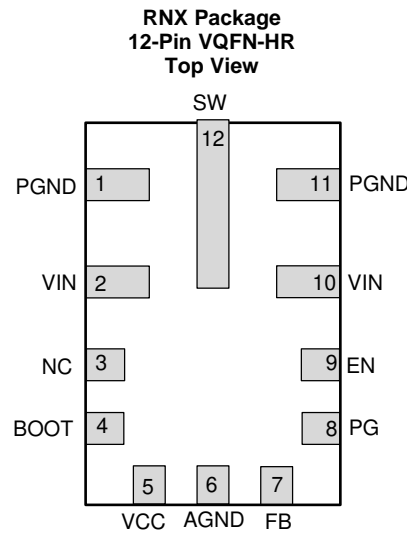 RNX Package
12-Pin VQFN-HR
Top View
SW
12
PGND 1 11 PGND
VIN 2 10 VIN
NC 3 9 EN
BOOT 4 8 PG
5 6 7
VCC AGND FB